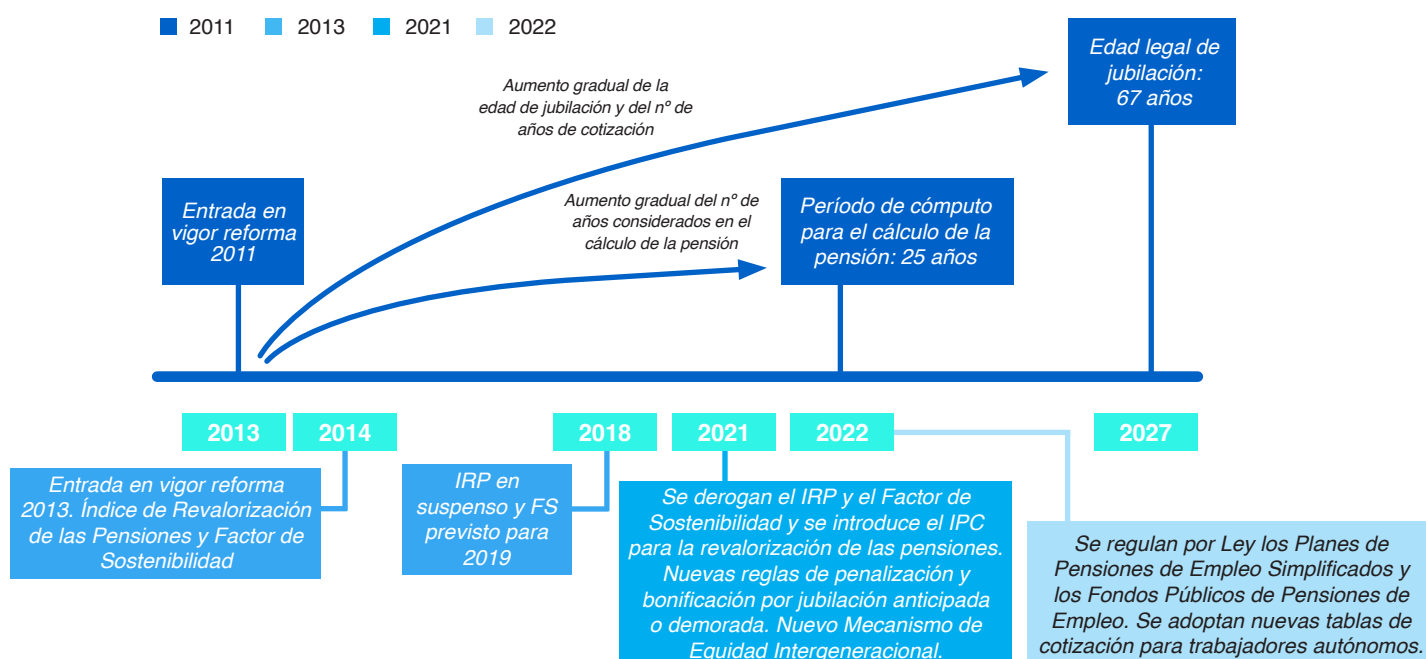 2011 2013 2021 2022
Aumento gradual de la
edad de jubilación y del nº de
años de cotización
Edad legal de
jubilación:
67 años
Entrada en
vigor reforma
2011
Aumento gradual del nº de
años considerados en el
cálculo de la pensión
Período de cómputo
para el cálculo de la
pensión: 25 años
2013 2014 2018 2021 2022 2027
Entrada en vigor reforma
2013. Índice de Revalorización
de las Pensiones y Factor de
Sostenibilidad
IRP en
suspenso y FS
previsto para
2019
Se derogan el IRP y el Factor de
Sostenibilidad y se introduce el IPC
para la revalorización de las pensiones.
Nuevas reglas de penalización y
bonificación por jubilación anticipada
o demorada. Nuevo Mecanismo de
Equidad Intergeneracional.
Se regulan por Ley los Planes de
Pensiones de Empleo Simplificados y
los Fondos Públicos de Pensiones de
Empleo. Se adoptan nuevas tablas de
cotización para trabajadores autónomos.